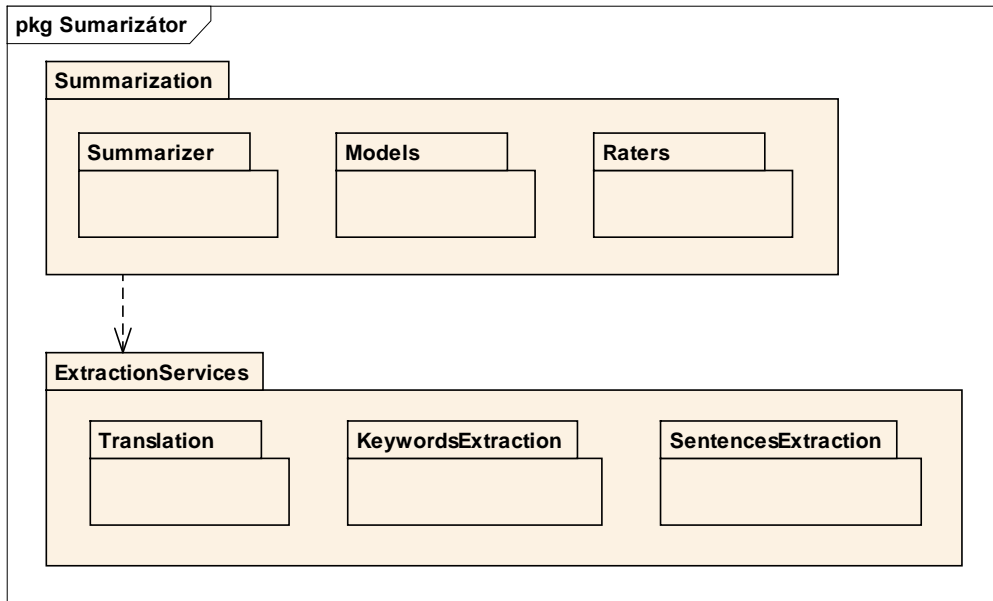 pkg Sumarizátor
Summarization
Summarizer
Models
Raters
ExtractionServices
Translation
KeywordsExtraction
SentencesExtraction